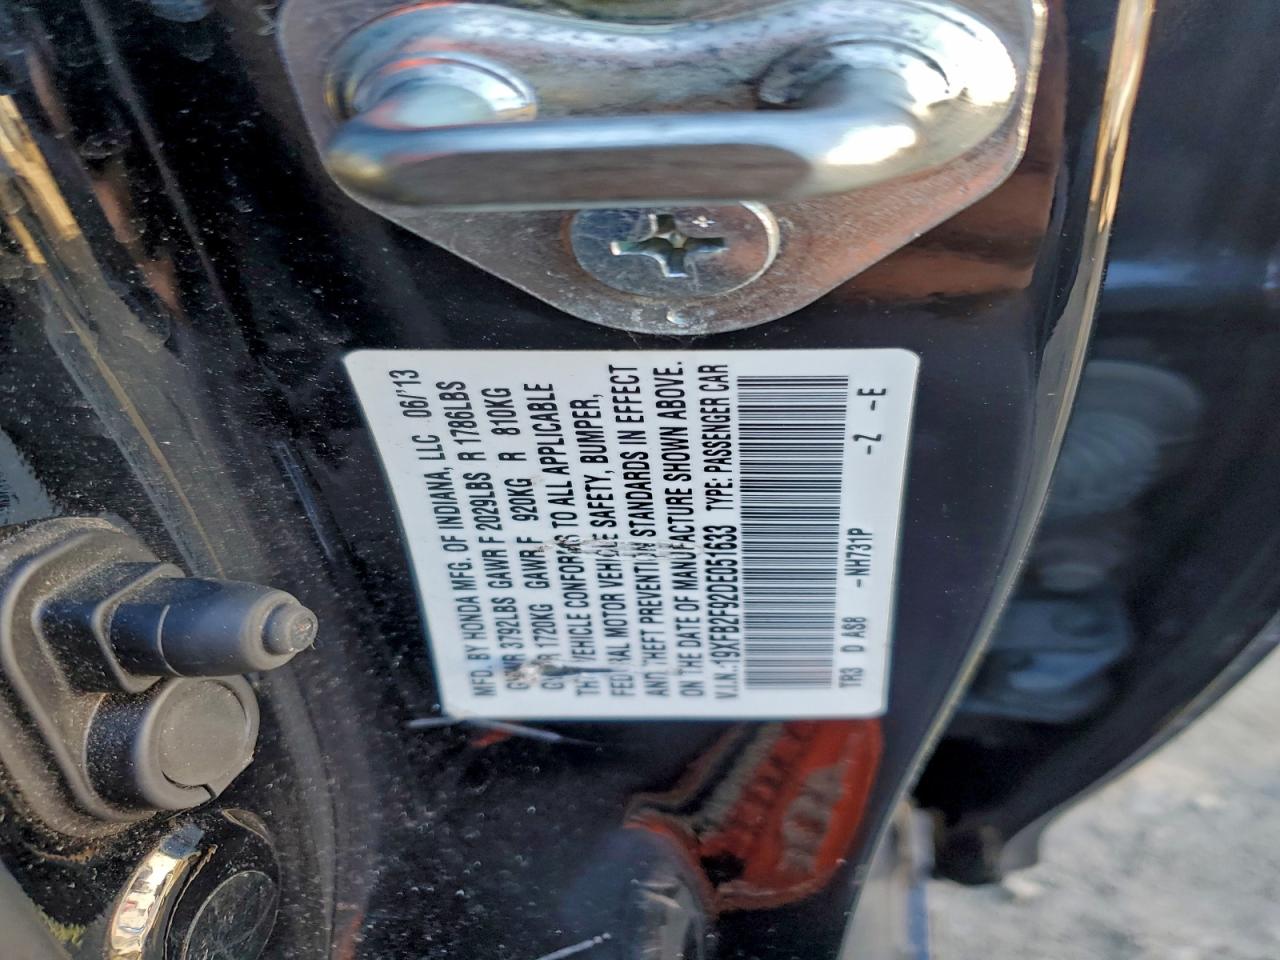 MFD. BY HONDA MFG. OF INDIANA, LLC 06/'13
3792LBS GAWR F 2029LBS R 1786LBS
1720KG GAWR F 920KG R 810KG
VEHICLE CONFORMS TO ALL APPLICABLE
MOTOR VEHICLE SAFETY, BUMPER,
THEFT PREVENTION STANDARDS IN EFFECT
ON THE DATE OF MANUFACTURE SHOWN ABOVE.
V.I.N.:19XFB2F92DE051633 TYPE: PASSENGER CAR
TR3 D AS8 -NH731P -Z -E